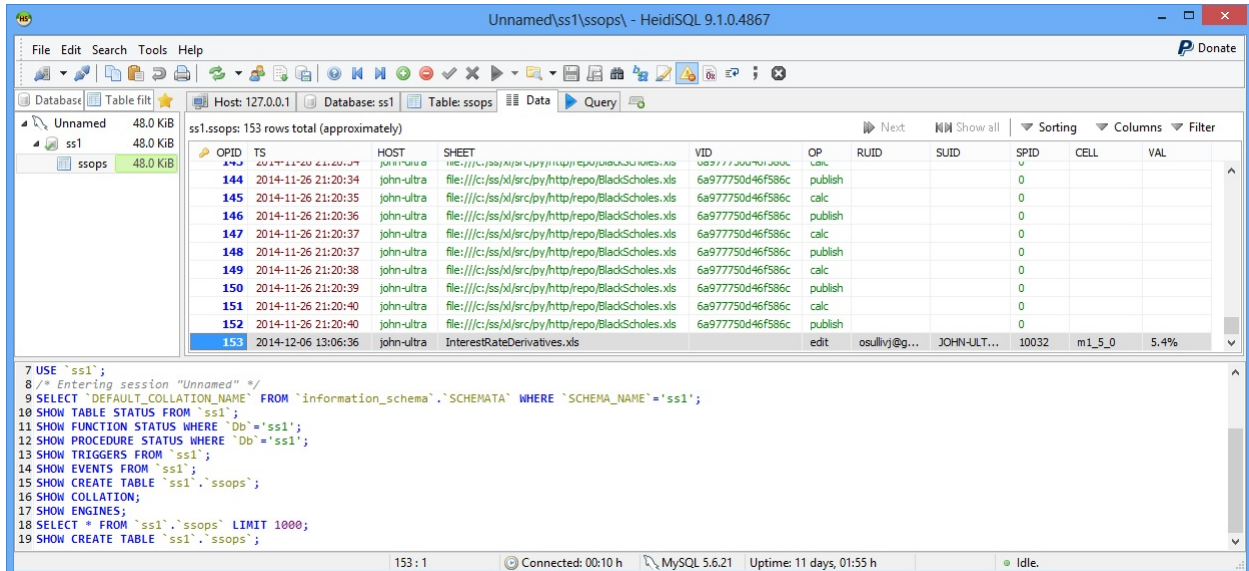 Unnamed\ss1\ssops\ - HeidiSQL 9.1.0.4867
File Edit Search Tools Help Donate
Database Table filt Host: 127.0.0.1 Database: ss1 Table: ssops Data Query
Unnamed 48.0 KiB ss1.ssops: 153 rows total (approximately) Next Show all Sorting Columns Filter
ss1 48.0 KiB
ssops 48.0 KiB
OPID TS HOST SHEET VID OP RUID SUID SPID CELL VAL
144 2014-11-26 21:20:34 john-ultra file:///c:/ss/xl/src/py/http/repo/BlackScholes.xls 6a977750d46f586c publish 0
145 2014-11-26 21:20:35 john-ultra file:///c:/ss/xl/src/py/http/repo/BlackScholes.xls 6a977750d46f586c calc 0
146 2014-11-26 21:20:36 john-ultra file:///c:/ss/xl/src/py/http/repo/BlackScholes.xls 6a977750d46f586c publish 0
147 2014-11-26 21:20:37 john-ultra file:///c:/ss/xl/src/py/http/repo/BlackScholes.xls 6a977750d46f586c calc 0
148 2014-11-26 21:20:37 john-ultra file:///c:/ss/xl/src/py/http/repo/BlackScholes.xls 6a977750d46f586c publish 0
149 2014-11-26 21:20:38 john-ultra file:///c:/ss/xl/src/py/http/repo/BlackScholes.xls 6a977750d46f586c calc 0
150 2014-11-26 21:20:39 john-ultra file:///c:/ss/xl/src/py/http/repo/BlackScholes.xls 6a977750d46f586c publish 0
151 2014-11-26 21:20:40 john-ultra file:///c:/ss/xl/src/py/http/repo/BlackScholes.xls 6a977750d46f586c calc 0
152 2014-11-26 21:20:40 john-ultra file:///c:/ss/xl/src/py/http/repo/BlackScholes.xls 6a977750d46f586c publish 0
153 2014-12-06 13:06:36 john-ultra InterestRateDerivatives.xls edit osullivj@g... JOHN-ULT... 10032 m1_5_0 5.4%
7 USE `ss1`;
8 /* Entering session "Unnamed" */
9 SELECT `DEFAULT_COLLATION_NAME` FROM `information_schema`.`SCHEMATA` WHERE `SCHEMA_NAME`='ss1';
10 SHOW TABLE STATUS FROM `ss1`;
11 SHOW FUNCTION STATUS WHERE `Db`='ss1';
12 SHOW PROCEDURE STATUS WHERE `Db`='ss1';
13 SHOW TRIGGERS FROM `ss1`;
14 SHOW EVENTS FROM `ss1`;
15 SHOW CREATE TABLE `ss1`.`ssops`;
16 SHOW COLLATION;
17 SHOW ENGINES;
18 SELECT * FROM `ss1`.`ssops` LIMIT 1000;
19 SHOW CREATE TABLE `ss1`.`ssops`;
153 : 1 Connected: 00:10 h MySQL 5.6.21 Uptime: 11 days, 01:55 h Idle.